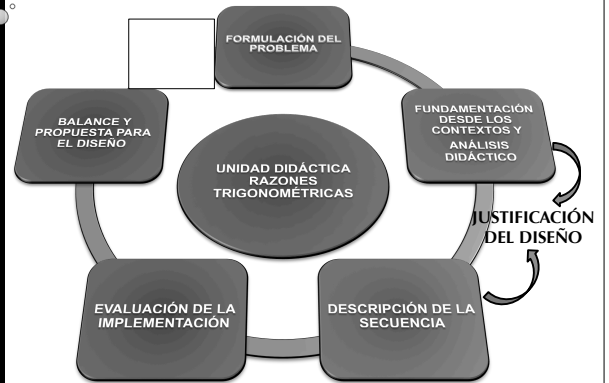 FORMULACIÓN DEL
PROBLEMA
FUNDAMENTACIÓN
DESDE LOS
CONTEXTOS Y
ANÁLISIS
DIDÁCTICO
JUSTIFICACIÓN
DEL DISEÑO
DESCRIPCIÓN DE LA
SECUENCIA
EVALUACIÓN DE LA
IMPLEMENTACIÓN
BALANCE Y
PROPUESTA PARA
EL DISEÑO
UNIDAD DIDÁCTICA
RAZONES
TRIGONOMÉTRICAS